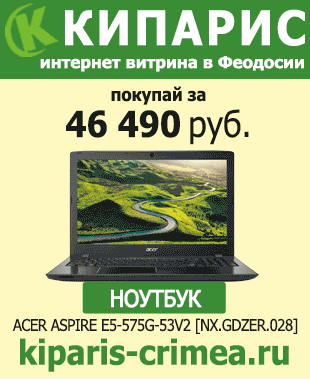 КИПАРИС
интернет витрина в Феодосии
покупай за
46 490 руб.
acer
НОУТБУК
ACER ASPIRE E5-575G-53V2 [NX.GDZER.028]
kiparis-crimea.ru